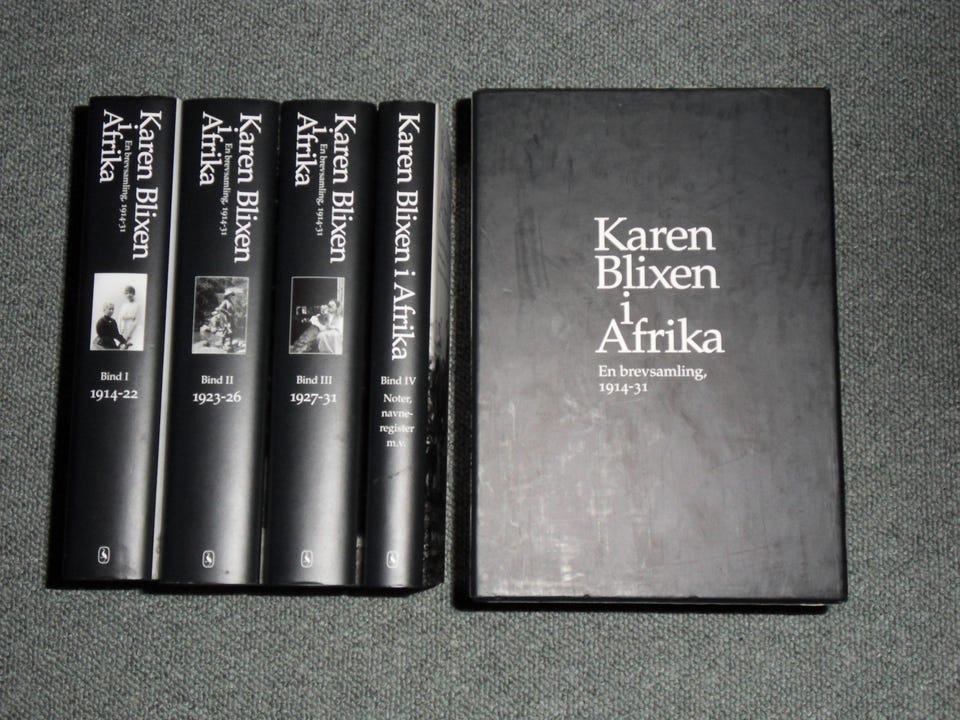 Karen Blixen
i
Afrika
En brevsamling, 1914-31
Bind I
1914-22
Karen Blixen
i
Afrika
En brevsamling, 1914-31
Bind II
1923-26
Karen Blixen
i
Afrika
En brevsamling, 1914-31
Bind III
1927-31
Karen Blixen i Afrika
Bind IV
Noter,
navne-
register
m.v.
Karen
Blixen
i
Afrika
En brevsamling,
1914-31